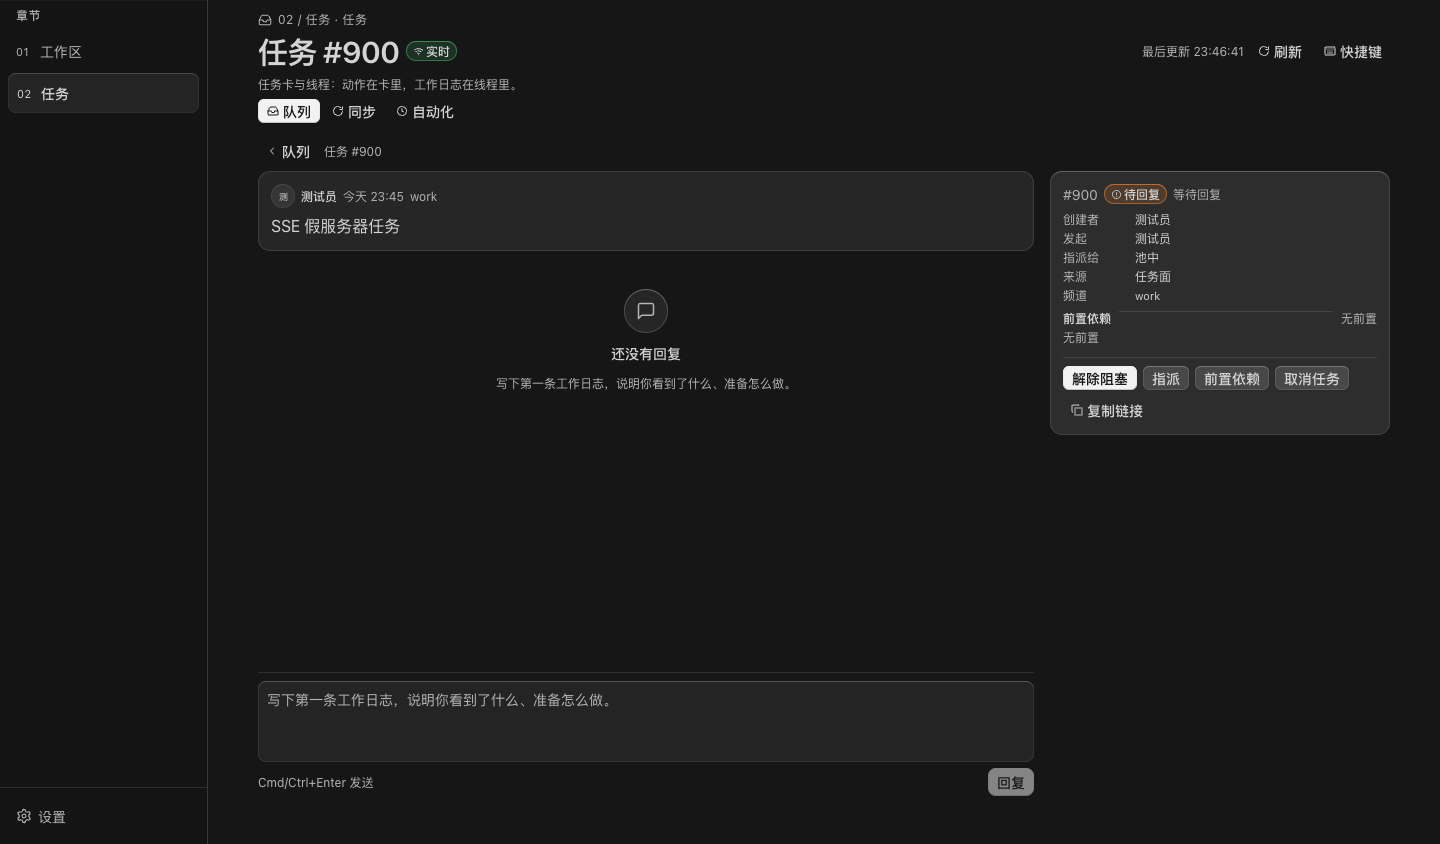 章节
01 工作区
02 任务
设置
02 / 任务 · 任务
任务 #900 实时
最后更新 23:46:41 刷新 快捷键
任务卡与线程：动作在卡里，工作日志在线程里。
队列 同步 自动化
队列 任务 #900
测 测试员 今天 23:45 work
SSE 假服务器任务
还没有回复
写下第一条工作日志，说明你看到了什么、准备怎么做。
写下第一条工作日志，说明你看到了什么、准备怎么做。
Cmd/Ctrl+Enter 发送 回复
#900 待回复 等待回复
创建者 测试员
发起 测试员
指派给 池中
来源 任务面
频道 work
前置依赖 无前置
无前置
解除阻塞 指派 前置依赖 取消任务
复制链接